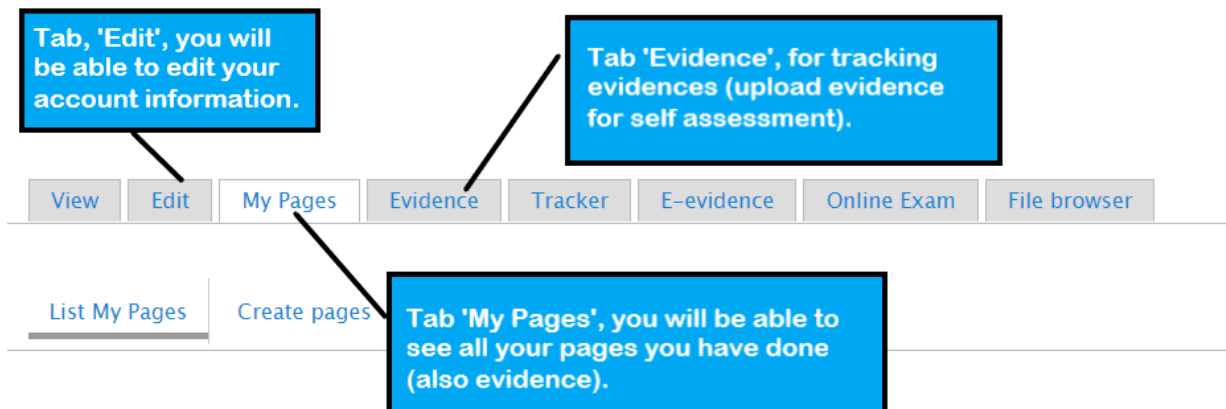 Tab, 'Edit', you will
be able to edit your
account information.
Tab 'Evidence', for tracking
evidences (upload evidence
for self assessment).
View Edit My Pages Evidence Tracker E-evidence Online Exam File browser
List My Pages Create pages
Tab 'My Pages', you will be able to
see all your pages you have done
(also evidence).